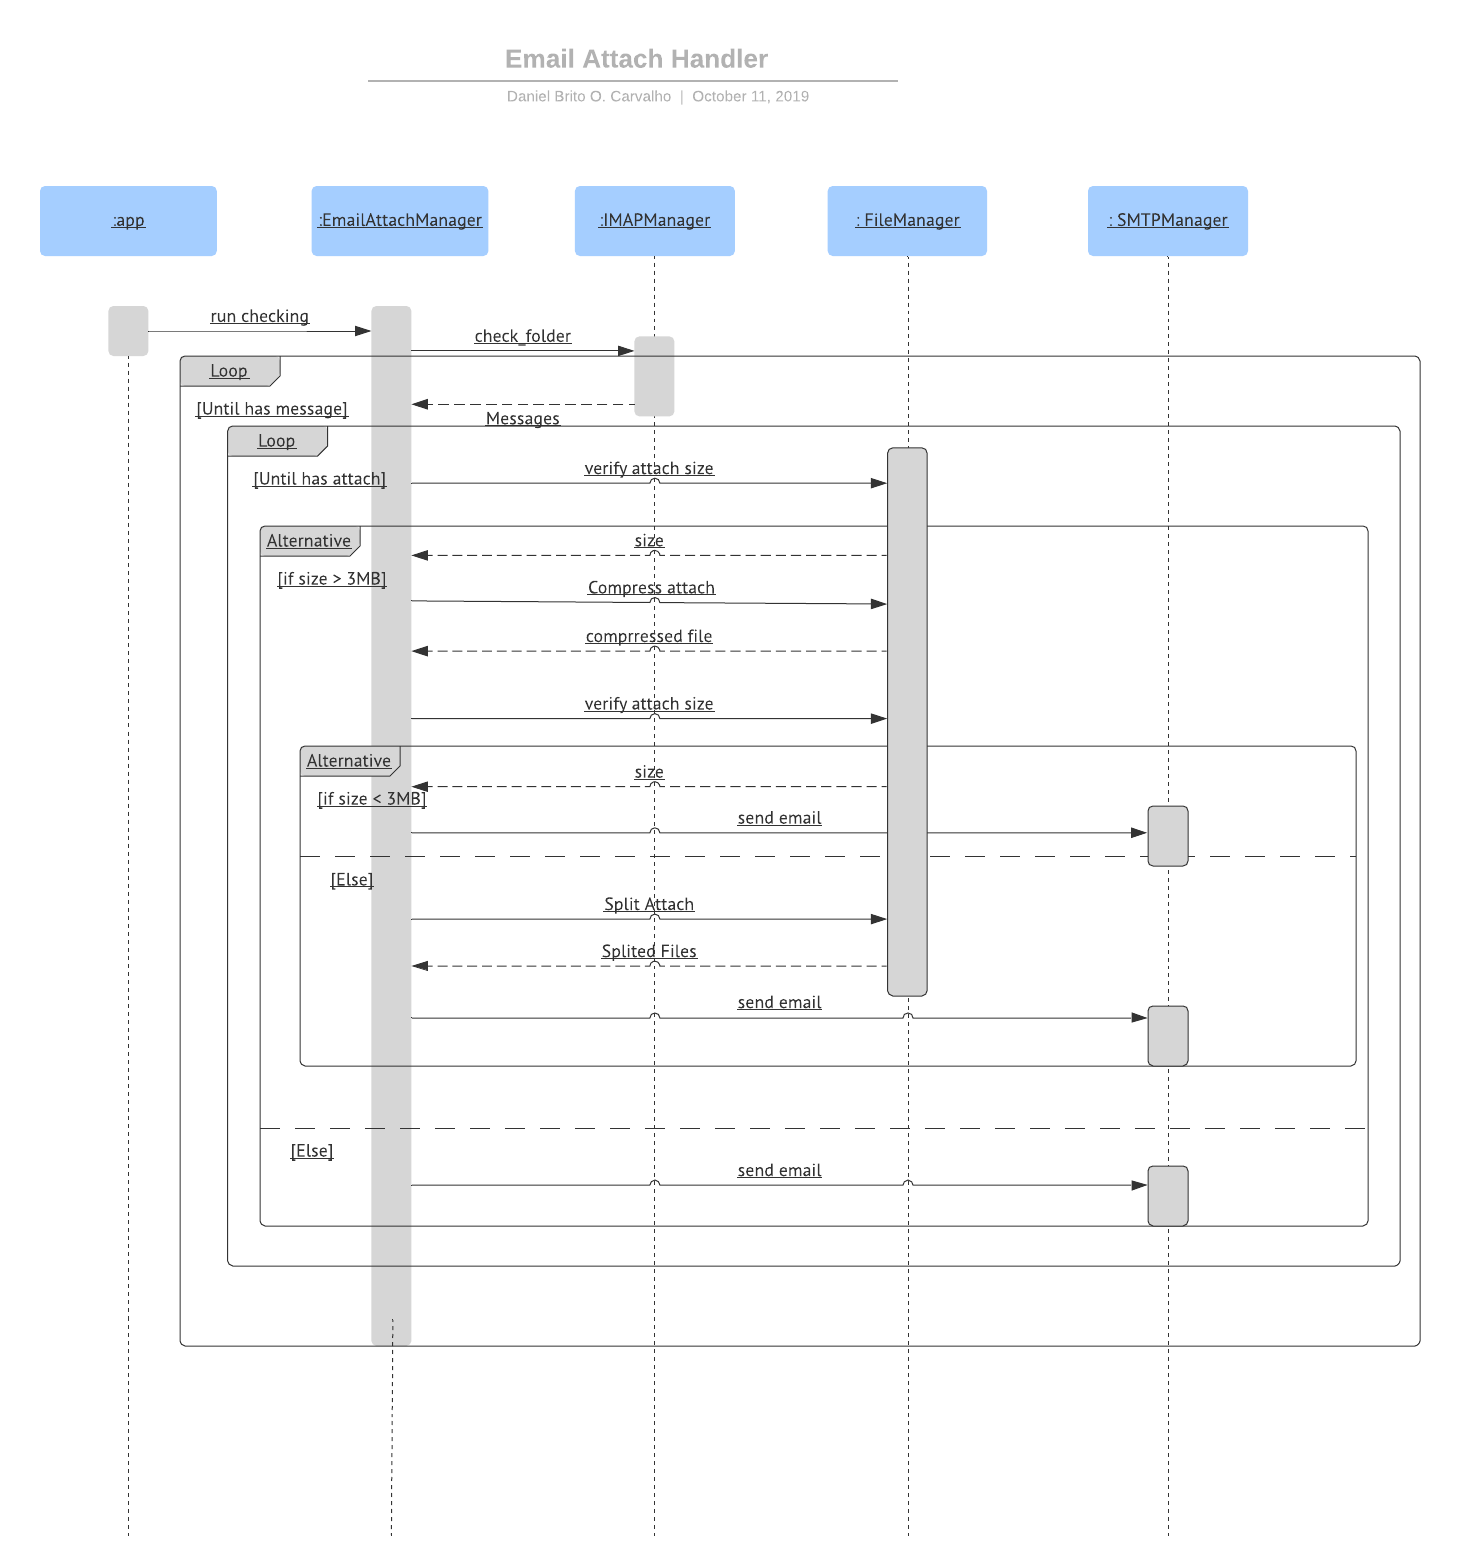 Email Attach Handler
Daniel Brito O. Carvalho | October 11, 2019
:app
:EmailAttachManager
:IMAPManager
: FileManager
: SMTPManager
run checking
check_folder
Loop
[Until has message]
Messages
Loop
[Until has attach]
verify attach size
Alternative
size
[if size > 3MB]
Compress attach
comprressed file
verify attach size
Alternative
size
[if size < 3MB]
send email
[Else]
Split Attach
Splited Files
send email
[Else]
send email